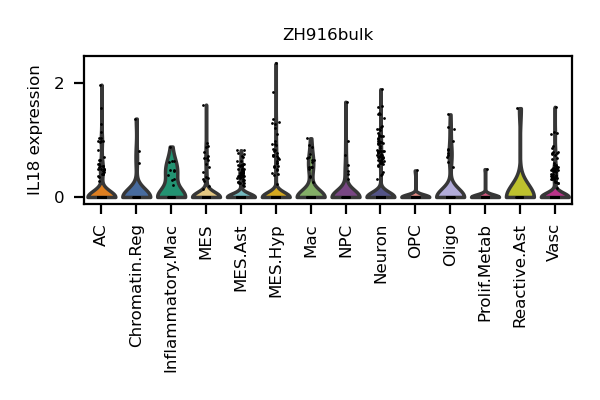 ZH916bulk
IL18 expression
2
0
AC
Chromatin.Reg
Inflammatory.Mac
MES
MES.Ast
MES.Hyp
Mac
NPC
Neuron
OPC
Oligo
Prolif.Metab
Reactive.Ast
Vasc